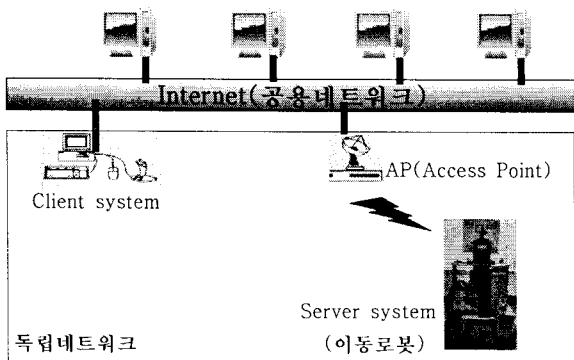 Internet(공용네트워크)
AP(Access Point)
Client system
Server system
(이동로봇)
독립네트워크